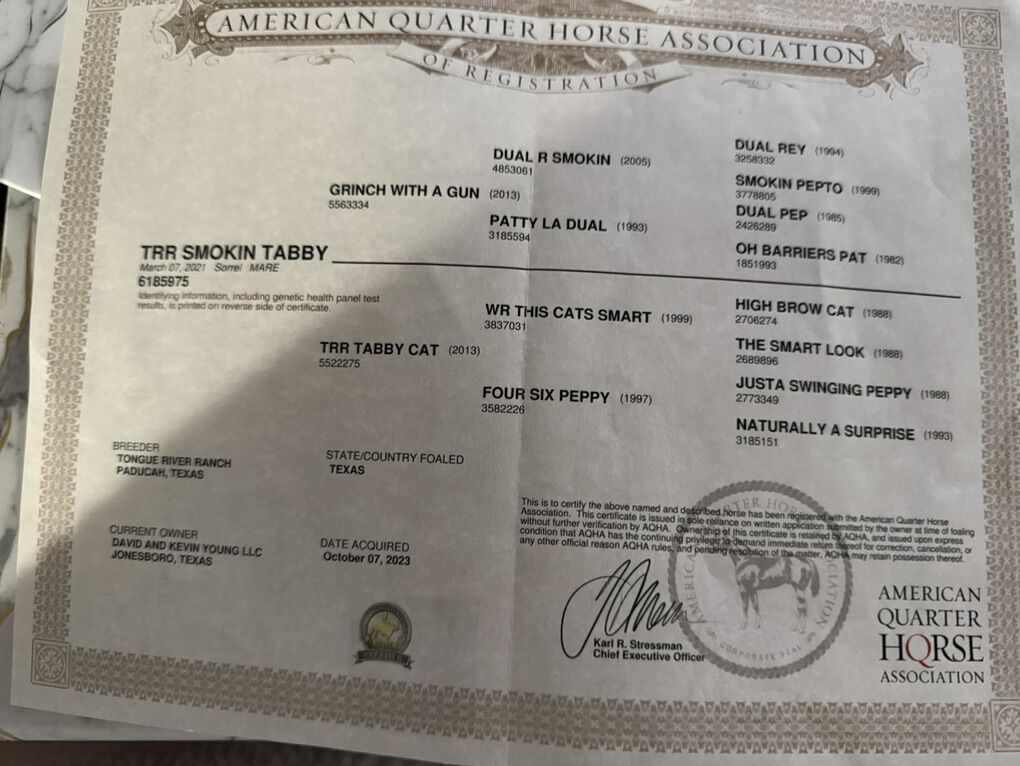 AMERICAN QUARTER HORSE ASSOCIATION
OF REGISTRATION
DUAL REY (1994)
3258332
DUAL R SMOKIN (2005)
4853061
SMOKIN PEPTO (1999)
3778805
GRINCH WITH A GUN (2013)
5563334
DUAL PEP (1985)
2426289
PATTY LA DUAL (1993)
3185594
OH BARRIERS PAT (1982)
1851993
TRR SMOKIN TABBY
March 07, 2021 Sorrel MARE
6185975
Identifying information, including genetic health panel test
results, is printed on reverse side of certificate.
HIGH BROW CAT (1988)
2706274
WR THIS CATS SMART (1999)
3837031
THE SMART LOOK (1988)
2689896
TRR TABBY CAT (2013)
5522275
JUSTA SWINGING PEPPY (1988)
2773349
FOUR SIX PEPPY (1997)
3582226
NATURALLY A SURPRISE (1993)
3185151
BREEDER
TONGUE RIVER RANCH
PADUCAH, TEXAS
STATE/COUNTRY FOALED
TEXAS
CURRENT OWNER
DAVID AND KEVIN YOUNG LLC
JONESBORO, TEXAS
DATE ACQUIRED
October 07, 2023
This is to certify the above named and described horse has been registered with the American Quarter Horse
Association. This certificate is issued in sole reliance on written application submitted by the owner at time of foaling
without further verification by AQHA. Ownership of this certificate is retained by AQHA, and issued upon express
condition that AQHA has the continuing privilege to demand immediate return thereof for correction, cancellation, or
any other official reason AQHA rules, and pending resolution of the matter, AQHA may retain possession thereof.
Karl R. Stressman
Chief Executive Officer
CORPORATE SEAL
AMERICAN
QUARTER
HORSE
ASSOCIATION